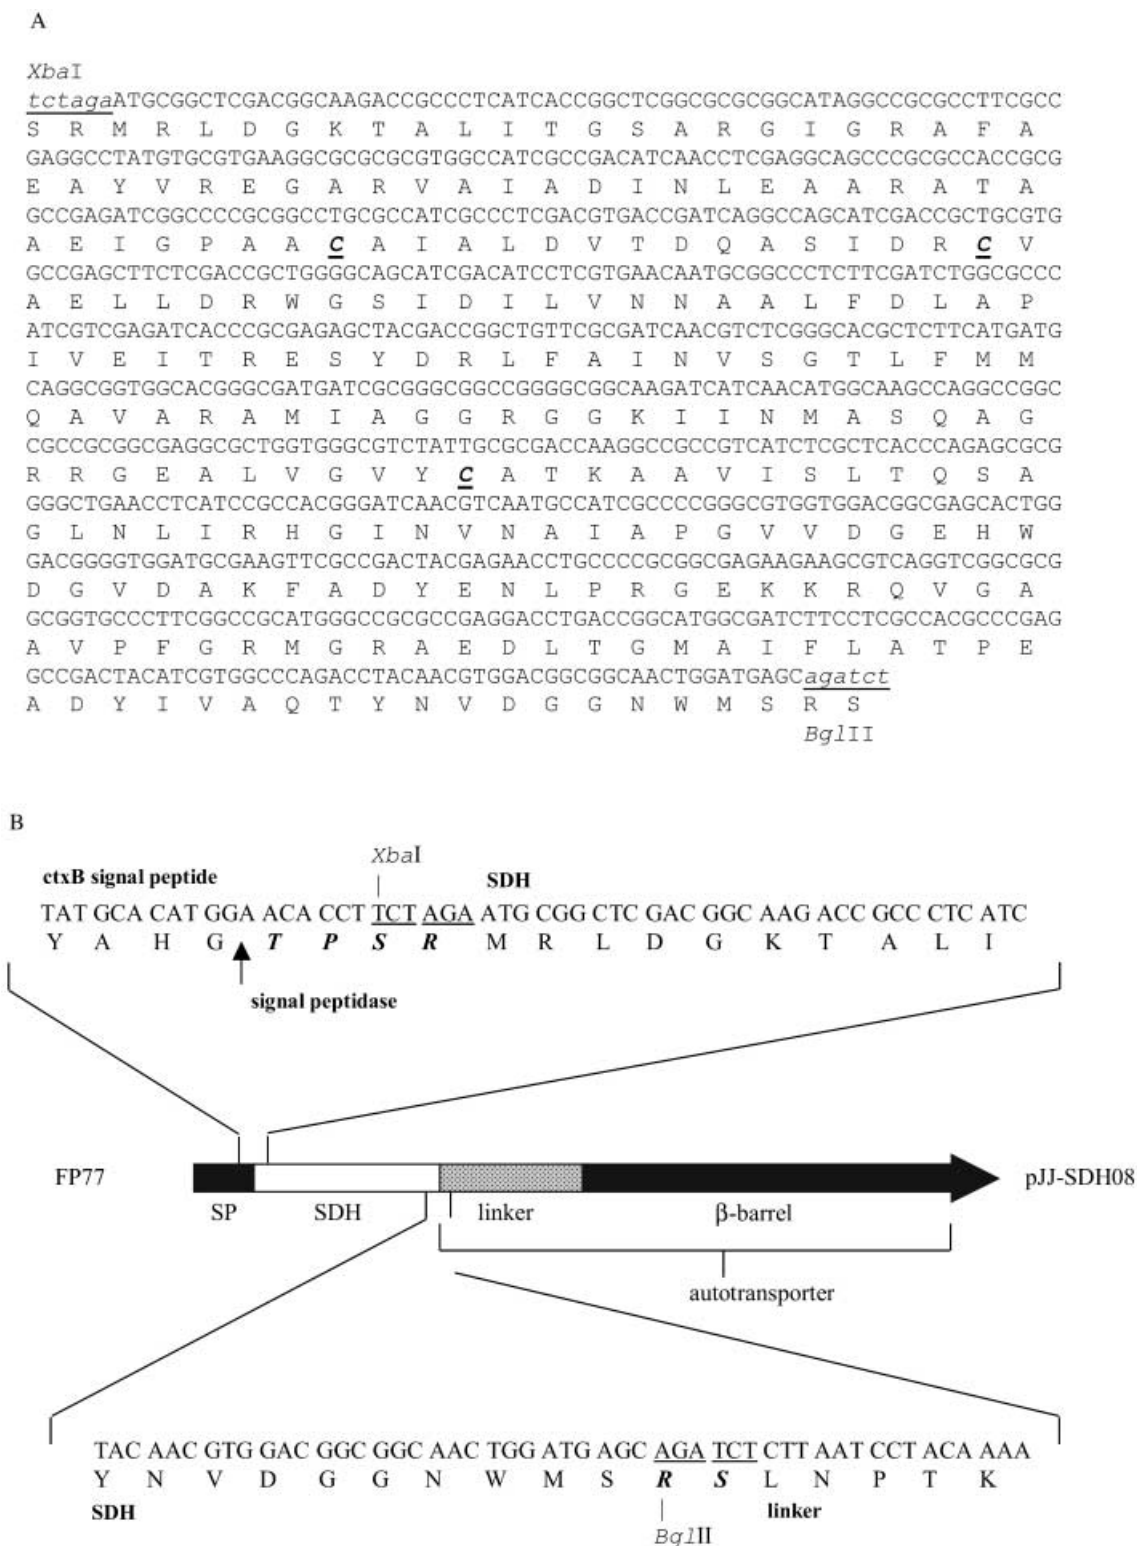 A
XbaI
tctagaATGCGGCTCGACGGCAAGACCGCCCTCATCACCGGCTCGGCGCGCGGCATAGGCCGCGCCTTCGCC
S R M R L D G K T A L I T G S A R G I G R A F A
GAGGCCTATGTGCGTGAAGGCGCGCGCGTGGCCATCGCCGACATCAACCTCGAGGCAGCCCGCGCCACCGCG
E A Y V R E G A R V A I A D I N L E A A R A T A
GCCGAGATCGGCCCCGCGGCCTGCGCCATCGCCCTCGACGTGACCGATCAGGCCAGCATCGACCGCTGCGTG
A E I G P A A C A I A L D V T D Q A S I D R C V
GCCGAGCTTCTCGACCGCTGGGGCAGCATCGACATCCTCGTGAACAATGCGGCCCTCTTCGATCTGGCGCCC
A E L L D R W G S I D I L V N N A A L F D L A P
ATCGTCGAGATCACCCGCGAGAGCTACGACCGGCTGTTCGCGATCAACGTCTCGGGCACGCTCTTCATGATG
I V E I T R E S Y D R L F A I N V S G T L F M M
CAGGCGGTGGCACGGGCGATGATCGCGGGCGGCCGGGGCGGCAAGATCATCAACATGGCAAGCCAGGCCGGC
Q A V A R A M I A G G R G G K I I N M A S Q A G
CGCCGCGGCGAGGCGCTGGTGGGCGTCTATTGCGCGACCAAGGCCGCCGTCATCTCGCTCACCCAGAGCGCG
R R G E A L V G V Y C A T K A A V I S L T Q S A
GGGCTGAACCTCATCCGCCACGGGATCAACGTCAATGCCATCGCCCCGGGCGTGGTGGACGGCGAGCACTGG
G L N L I R H G I N V N A I A P G V V D G E H W
GACGGGGTGGATGCGAAGTTCGCCGACTACGAGAACCTGCCCCGCGGCGAGAAGAAGCGTCAGGTCGGCGCG
D G V D A K F A D Y E N L P R G E K K R Q V G A
GCGGTGCCCTTCGGCCGCATGGGCCGCGCCGAGGACCTGACCGGCATGGCGATCTTCCTCGCCACGCCCGAG
A V P F G R M G R A E D L T G M A I F L A T P E
GCCGACTACATCGTGGCCCAGACCTACAACGTGGACGGCGGCAACTGGATGAGCagatct
A D Y I V A Q T Y N V D G G N W M S R S
BglII
B
XbaI
ctxB signal peptide SDH
TAT GCA CAT GGA ACA CCT TCT AGA ATG CGG CTC GAC GGC AAG ACC GCC CTC ATC
Y A H G T P S R M R L D G K T A L I
signal peptidase
FP77 pJJ-SDH08
SP SDH linker β-barrel
autotransporter
TAC AAC GTG GAC GGC GGC AAC TGG ATG AGC AGA TCT CTT AAT CCT ACA AAA
Y N V D G G N W M S R S L N P T K
SDH linker
BglII